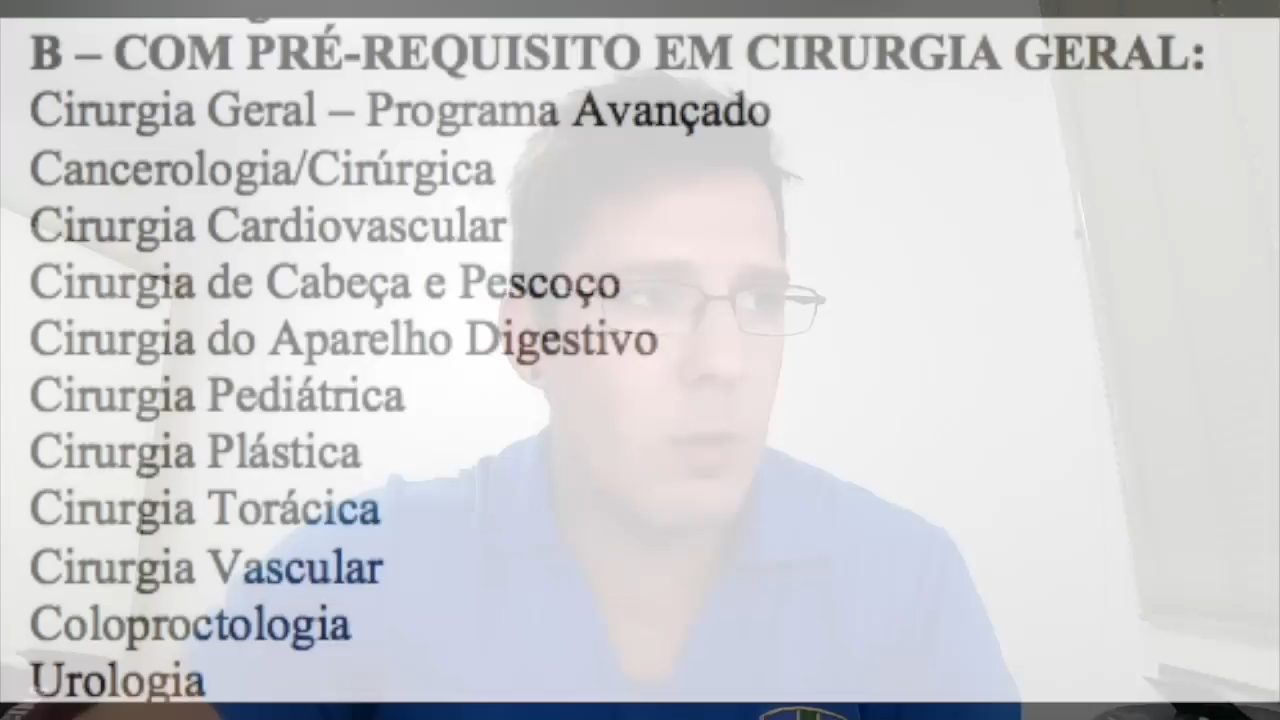 B – COM PRÉ-REQUISITO EM CIRURGIA GERAL:
Cirurgia Geral – Programa Avançado
Cancerologia/Cirúrgica
Cirurgia Cardiovascular
Cirurgia de Cabeça e Pescoço
Cirurgia do Aparelho Digestivo
Cirurgia Pediátrica
Cirurgia Plástica
Cirurgia Torácica
Cirurgia Vascular
Coloproctologia
Urologia